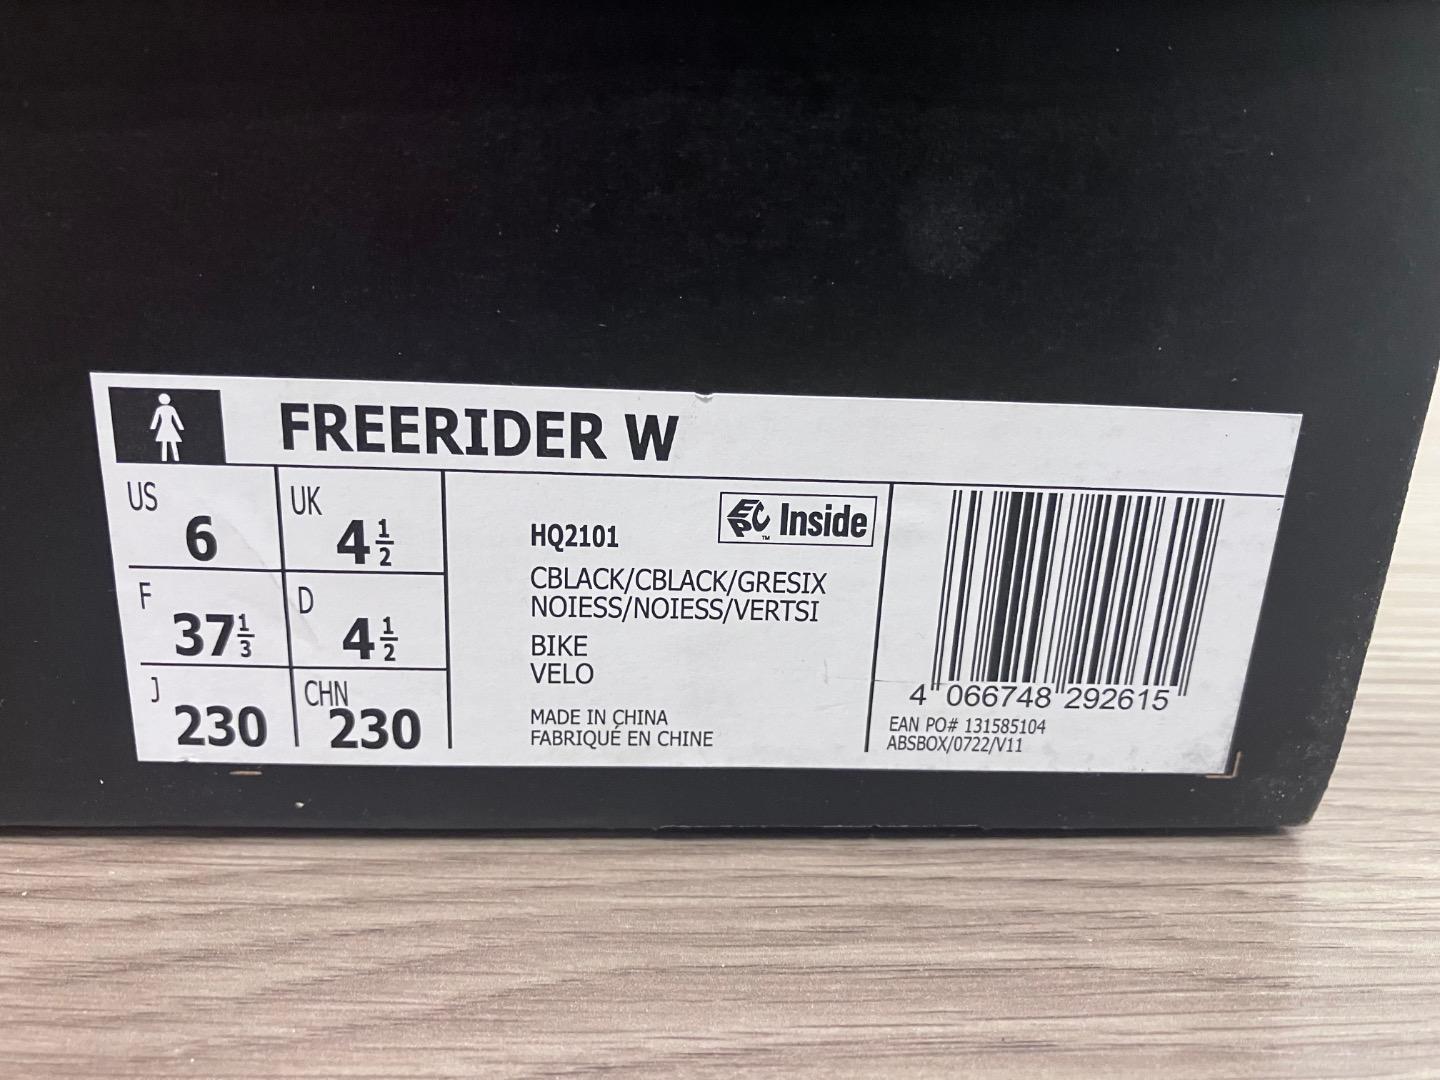 FREERIDER W
US 6 UK 4 1/2
F 37 1/3 D 4 1/2
J 230 CHN 230
HQ2101
EPC Inside
™
CBLACK/CBLACK/GRESIX
NOIESS/NOIESS/VERTSI
BIKE
VELO
MADE IN CHINA
FABRIQUÉ EN CHINE
4 066748 292615
EAN PO# 131585104
ABSBOX/0722/V11